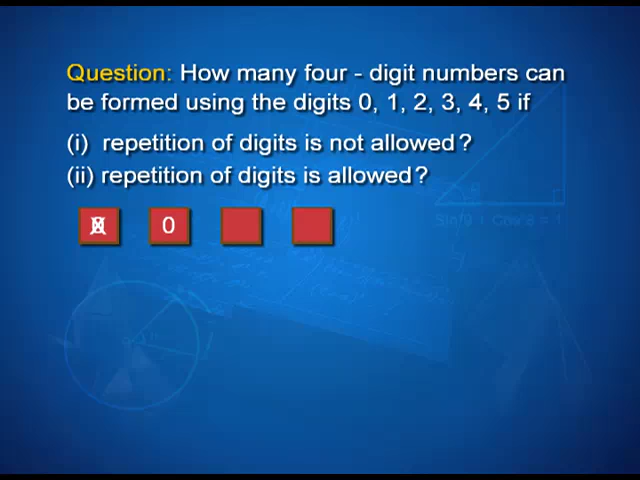 Question: How many four - digit numbers can
be formed using the digits 0, 1, 2, 3, 4, 5 if
(i) repetition of digits is not allowed?
(ii) repetition of digits is allowed?
0